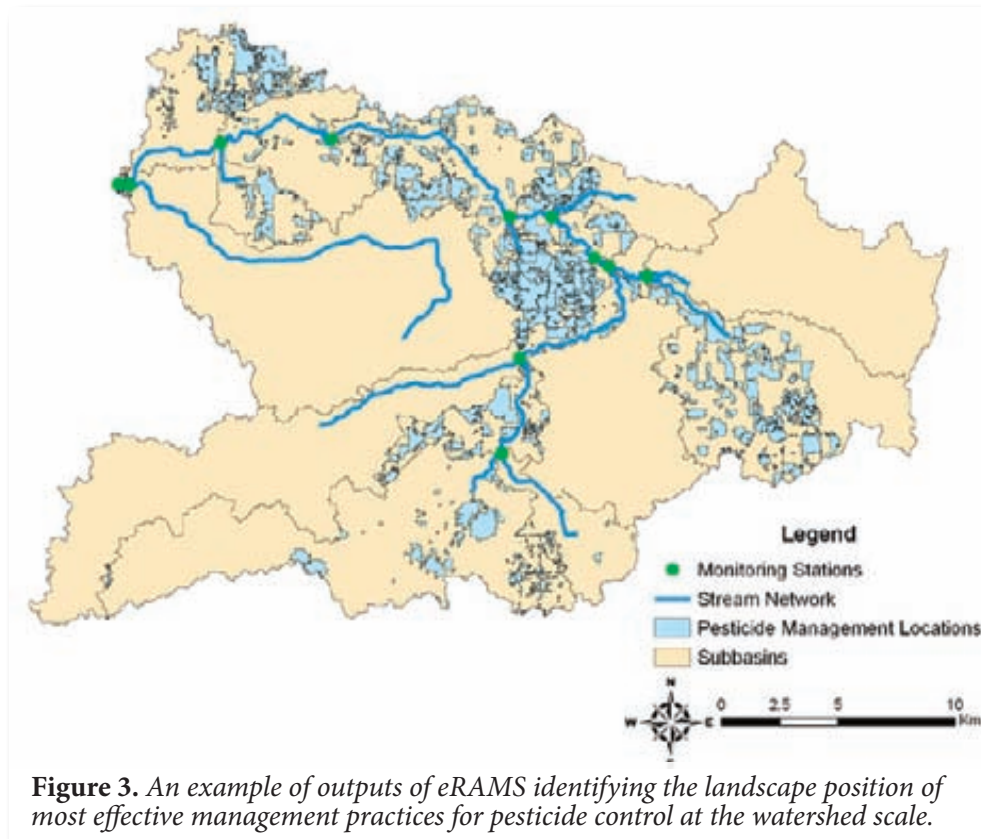 Legend
Monitoring Stations
Stream Network
Pesticide Management Locations
Subbasins
N
W E
S
0 2.5 5 10
Km
Figure 3. An example of outputs of eRAMS identifying the landscape position of
most effective management practices for pesticide control at the watershed scale.